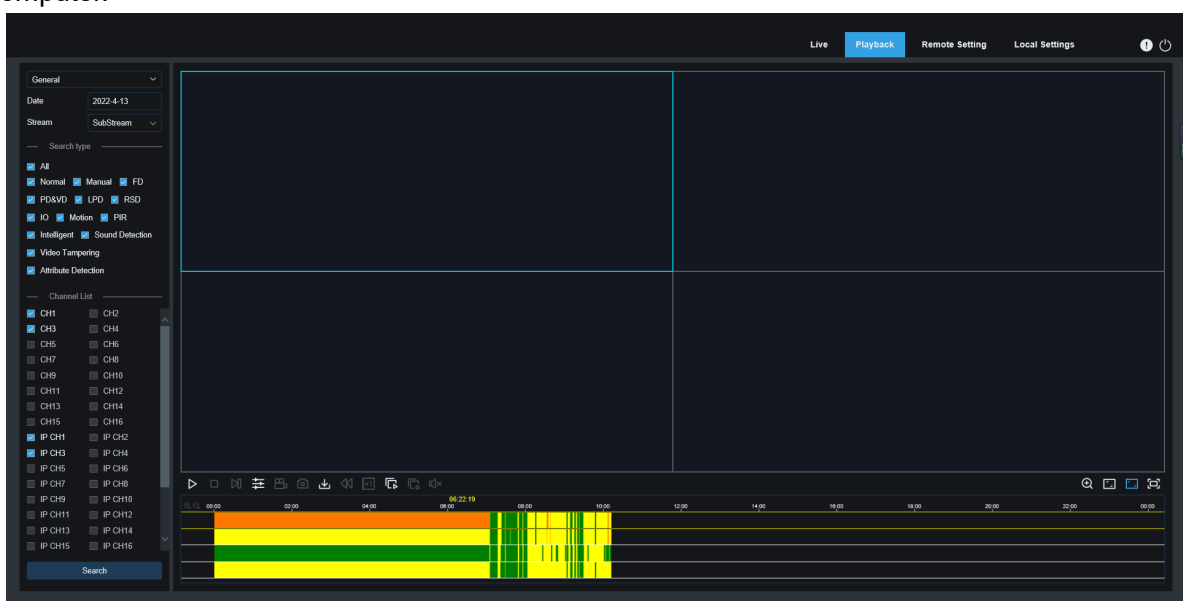 Live Playback Remote Setting Local Settings
General
Date 2022-4-13
Stream SubStream
Search type
All
Normal Manual FD
PD&VD LPD RSD
IO Motion PIR
Intelligent Sound Detection
Video Tampering
Attribute Detection
Channel List
CH1 CH2
CH3 CH4
CH5 CH6
CH7 CH8
CH9 CH10
CH11 CH12
CH13 CH14
CH15 CH16
IP CH1 IP CH2
IP CH3 IP CH4
IP CH5 IP CH6
IP CH7 IP CH8
IP CH9 IP CH10
IP CH11 IP CH12
IP CH13 IP CH14
IP CH15 IP CH16
Search
06:22:19
00:00 02:00 04:00 06:00 08:00 10:00 12:00 14:00 16:00 18:00 20:00 22:00 00:00